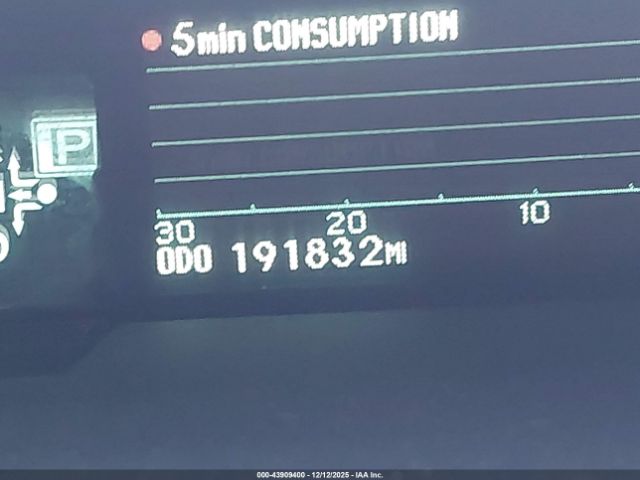 5min CONSUMPTION
P
30 20 10
ODO 191832MI
000-43909400 - 12/12/2025 - IAA Inc.